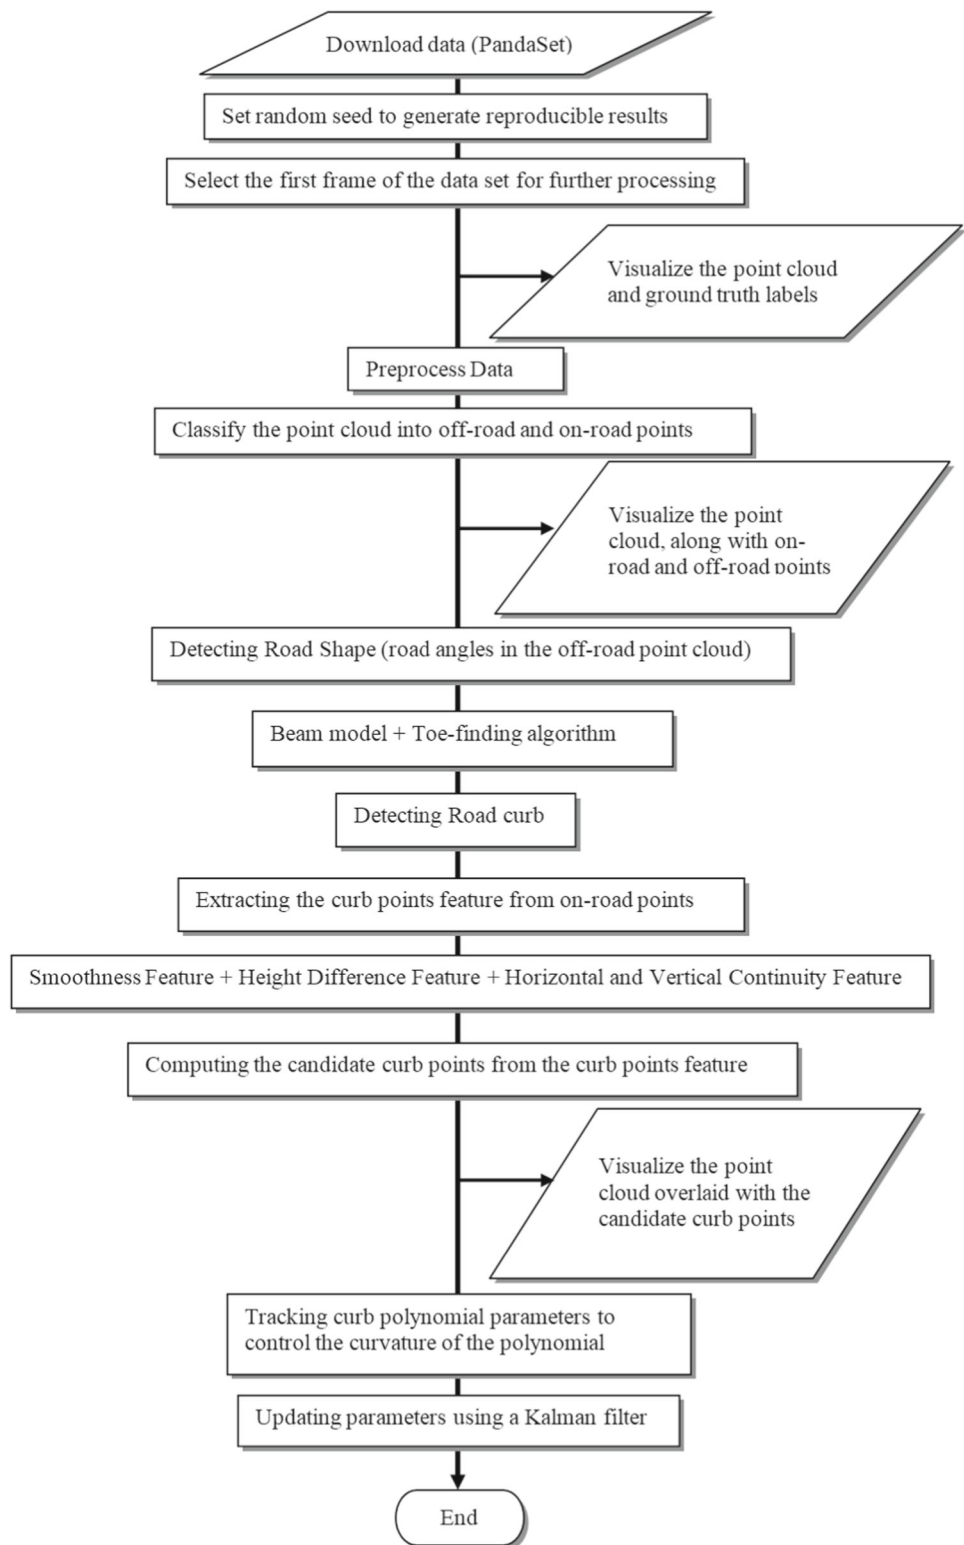 Download data (PandaSet)
Set random seed to generate reproducible results
Select the first frame of the data set for further processing
Visualize the point cloud
and ground truth labels
Preprocess Data
Classify the point cloud into off-road and on-road points
Visualize the point
cloud, along with on-
road and off-road points
Detecting Road Shape (road angles in the off-road point cloud)
Beam model + Toe-finding algorithm
Detecting Road curb
Extracting the curb points feature from on-road points
Smoothness Feature + Height Difference Feature + Horizontal and Vertical Continuity Feature
Computing the candidate curb points from the curb points feature
Visualize the point
cloud overlaid with the
candidate curb points
Tracking curb polynomial parameters to
control the curvature of the polynomial
Updating parameters using a Kalman filter
End